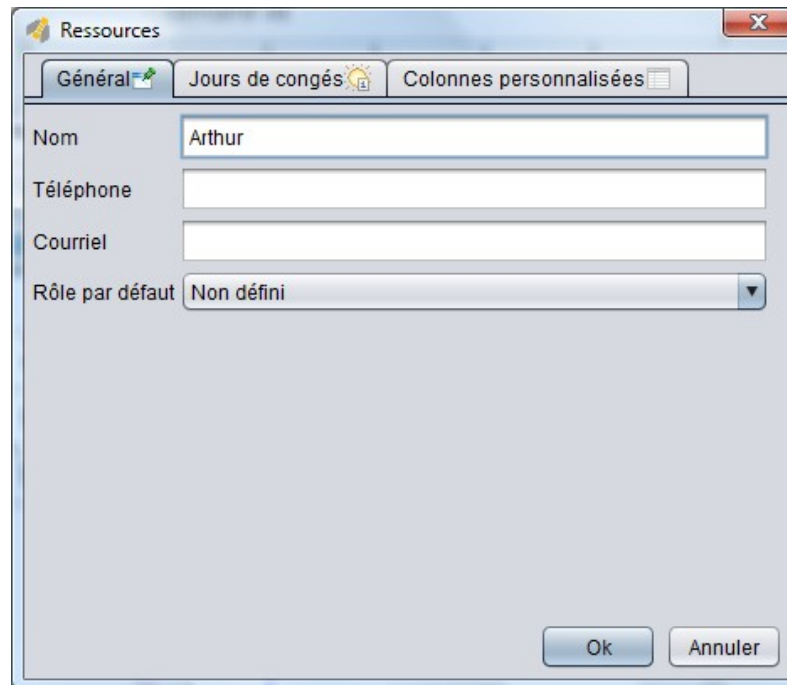 Ressources
Général Jours de congés Colonnes personnalisées
Nom Arthur
Téléphone
Courriel
Rôle par défaut Non défini
Ok Annuler